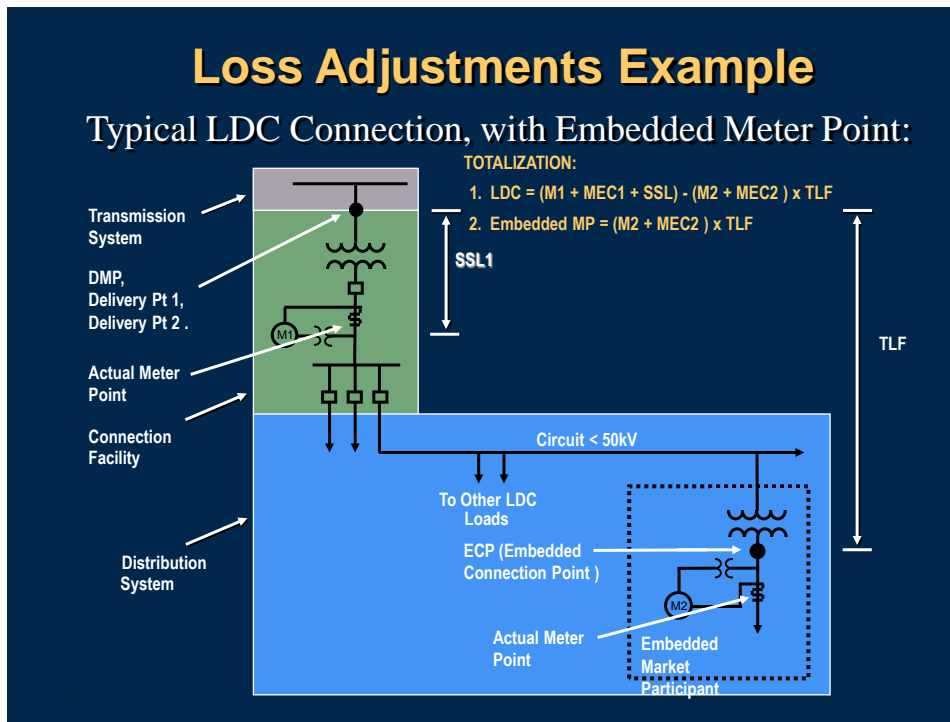 Loss Adjustments Example
Typical LDC Connection, with Embedded Meter Point:
TOTALIZATION:
1. LDC = (M1 + MEC1 + SSL) - (M2 + MEC2 ) x TLF
2. Embedded MP = (M2 + MEC2 ) x TLF
Transmission
System
SSL1
DMP,
Delivery Pt 1,
Delivery Pt 2 .
M1
TLF
Actual Meter
Point
Connection
Facility
Circuit < 50kV
To Other LDC
Loads
ECP (Embedded
Connection Point )
Distribution
System
M2
Actual Meter
Point
Embedded
Market
Participant